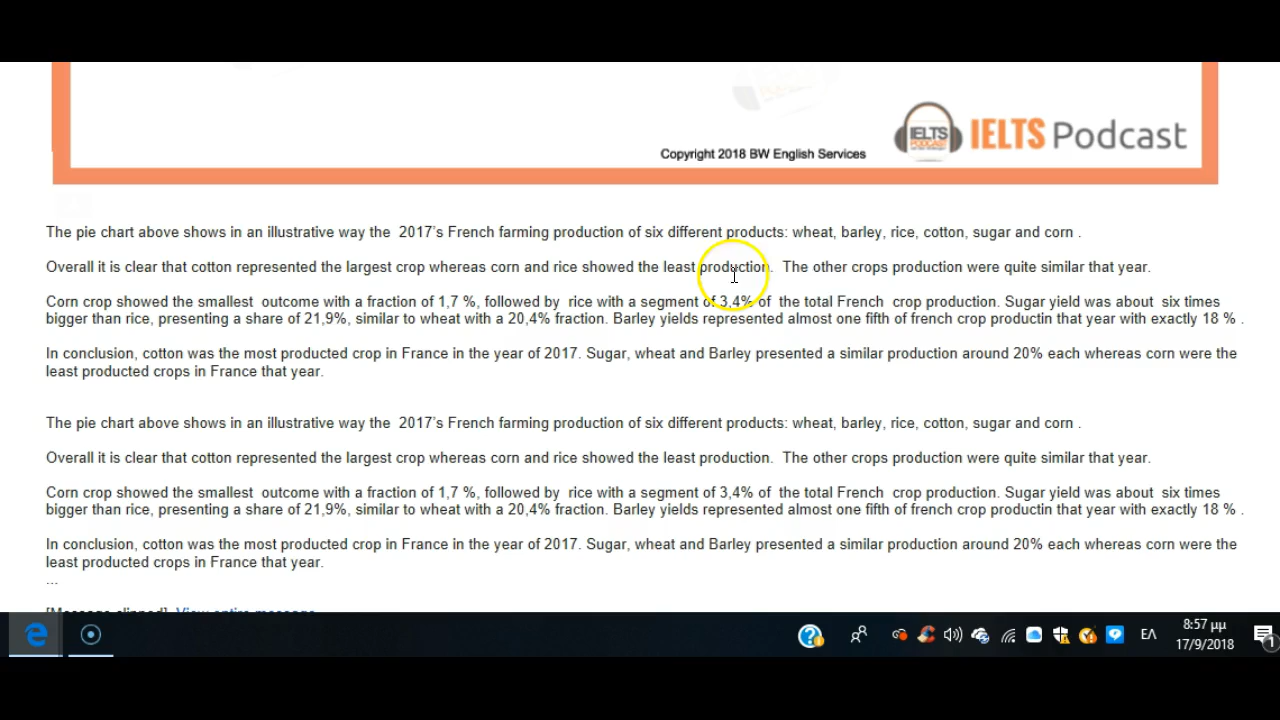 IELTS
PODCAST
IELTS Podcast
Copyright 2018 BW English Services
The pie chart above shows in an illustrative way the  2017's French farming production of six different products: wheat, barley, rice, cotton, sugar and corn .
Overall it is clear that cotton represented the largest crop whereas corn and rice showed the least production.  The other crops production were quite similar that year.
Corn crop showed the smallest  outcome with a fraction of 1,7 %, followed by  rice with a segment of 3,4% of  the total French  crop production. Sugar yield was about  six times
bigger than rice, presenting a share of 21,9%, similar to wheat with a 20,4% fraction. Barley yields represented almost one fifth of french crop productin that year with exactly 18 % .
In conclusion, cotton was the most producted crop in France in the year of 2017. Sugar, wheat and Barley presented a similar production around 20% each whereas corn were the
least producted crops in France that year.
The pie chart above shows in an illustrative way the  2017's French farming production of six different products: wheat, barley, rice, cotton, sugar and corn .
Overall it is clear that cotton represented the largest crop whereas corn and rice showed the least production.  The other crops production were quite similar that year.
Corn crop showed the smallest  outcome with a fraction of 1,7 %, followed by  rice with a segment of 3,4% of  the total French  crop production. Sugar yield was about  six times
bigger than rice, presenting a share of 21,9%, similar to wheat with a 20,4% fraction. Barley yields represented almost one fifth of french crop productin that year with exactly 18 % .
In conclusion, cotton was the most producted crop in France in the year of 2017. Sugar, wheat and Barley presented a similar production around 20% each whereas corn were the
least producted crops in France that year.
...
[Message clipped]  View entire message
ΕΛ
8:57 μμ
17/9/2018
1